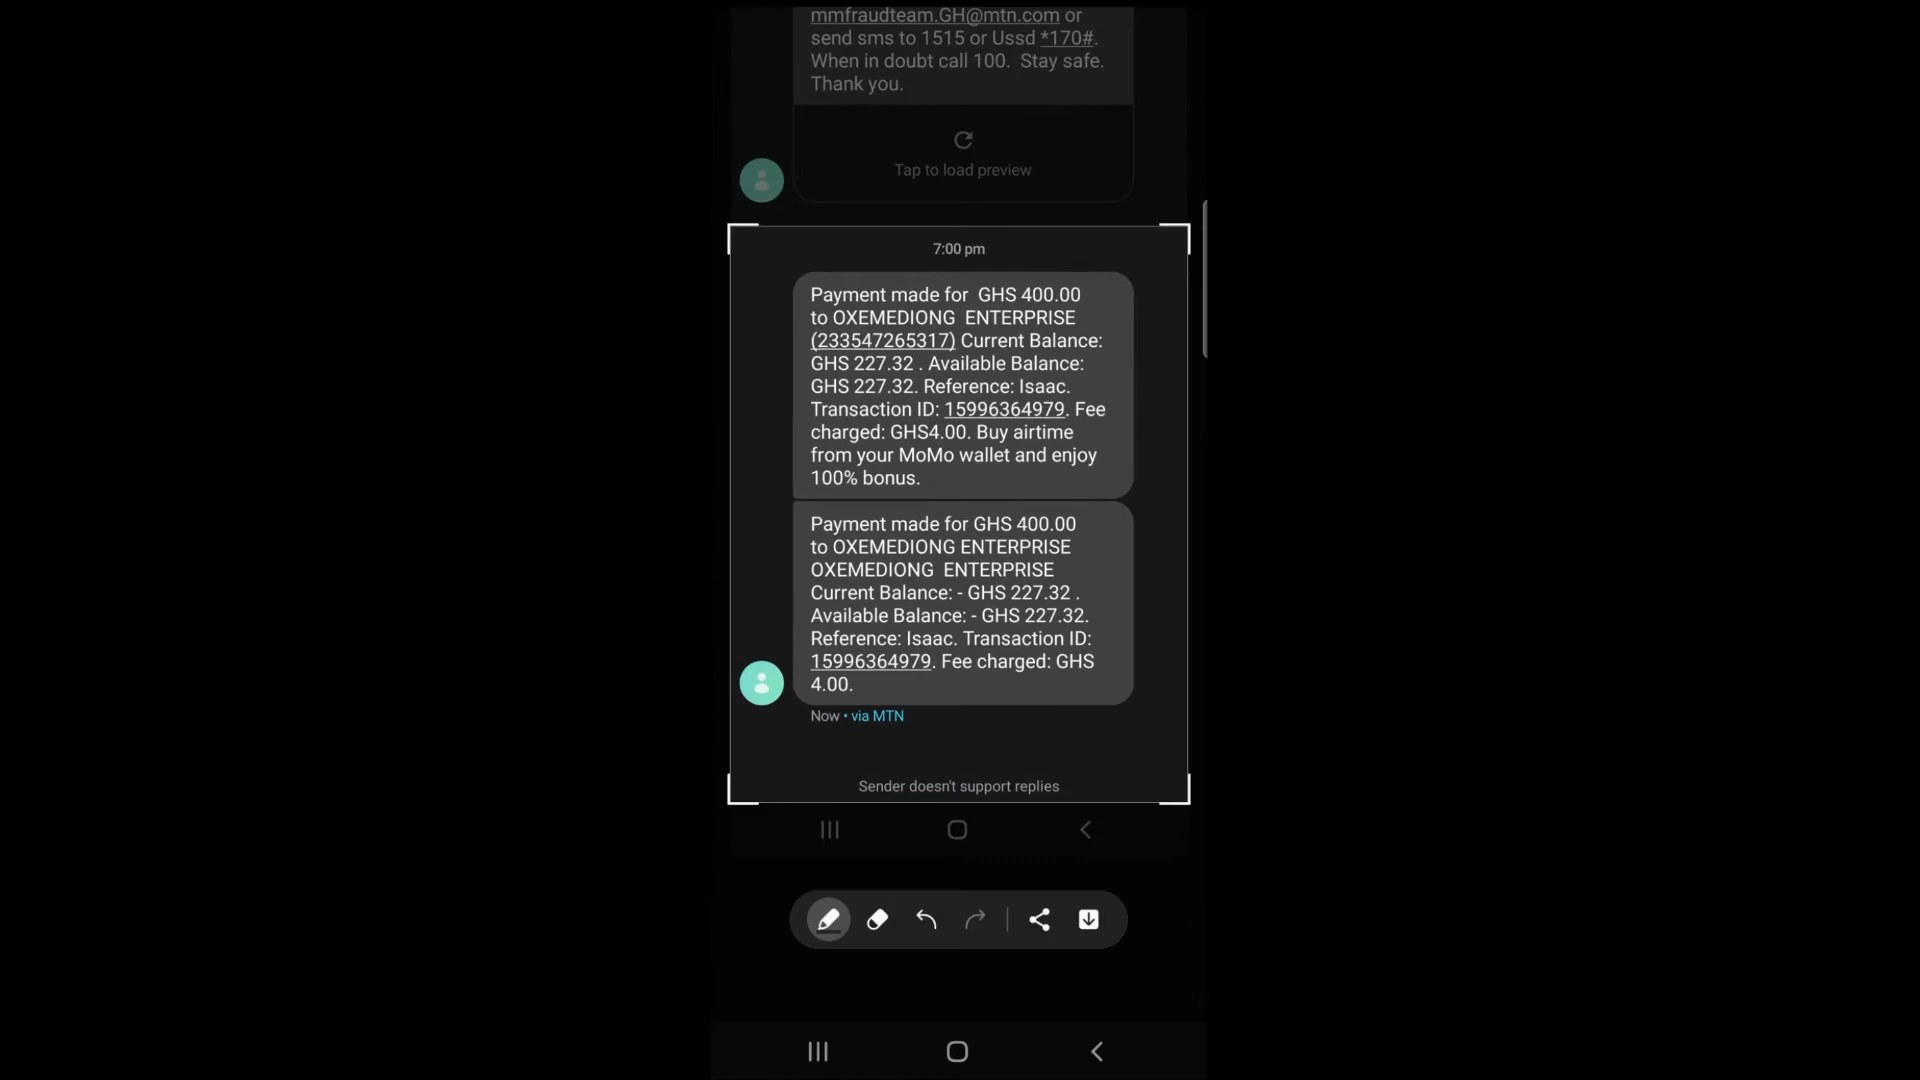 mmfraudteam.GH@mtn.com or
send sms to 1515 or Ussd *170#.
When in doubt call 100.  Stay safe.
Thank you.
Tap to load preview
7:00 pm
Payment made for  GHS 400.00
to OXEMEDIONG  ENTERPRISE
(233547265317) Current Balance:
GHS 227.32 . Available Balance:
GHS 227.32. Reference: Isaac.
Transaction ID: 15996364979. Fee
charged: GHS4.00. Buy airtime
from your MoMo wallet and enjoy
100% bonus.
Payment made for GHS 400.00
to OXEMEDIONG ENTERPRISE
OXEMEDIONG  ENTERPRISE
Current Balance: - GHS 227.32 .
Available Balance: - GHS 227.32.
Reference: Isaac. Transaction ID:
15996364979. Fee charged: GHS
4.00.
Now • via MTN
Sender doesn't support replies